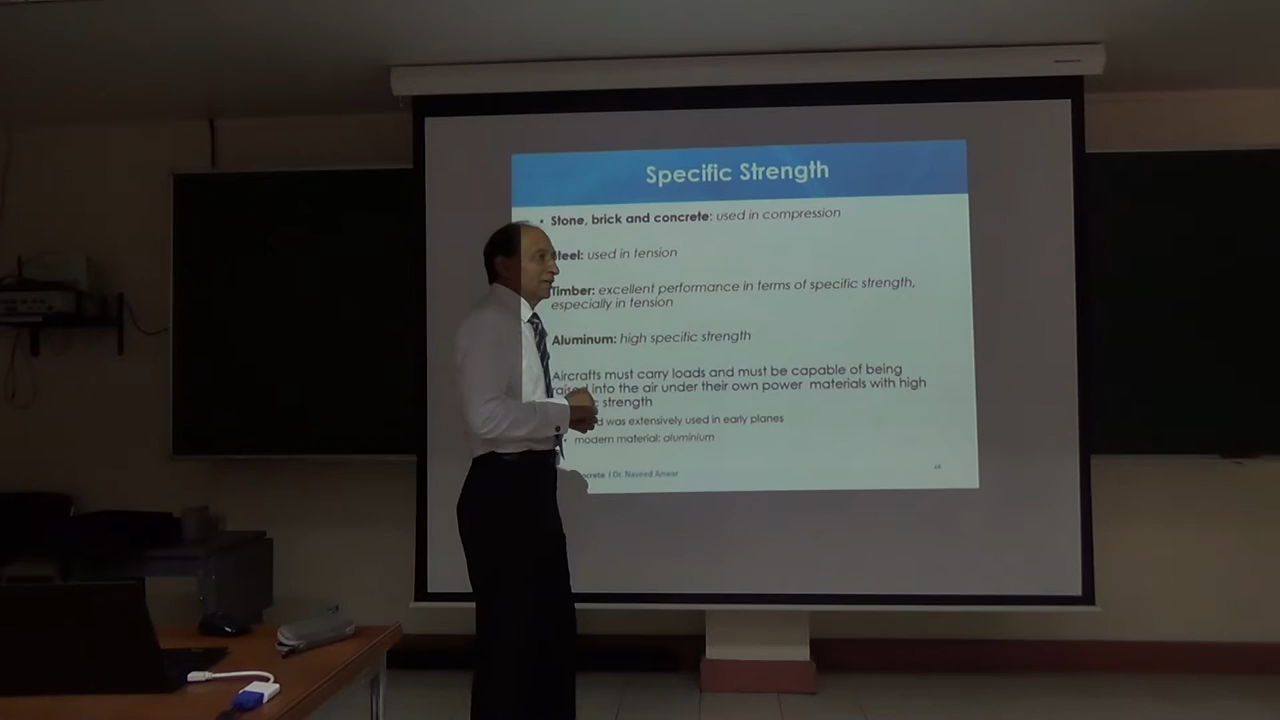 Specific Strength
• Stone, brick and concrete: used in compression
teel: used in tension
Timber: excellent performance in terms of specific strength,
especially in tension
Aluminum: high specific strength
Aircrafts must carry loads and must be capable of being
raised into the air under their own power materials with high
c strength
d was extensively used in early planes
• modern material: aluminium
ncrete I Dr. Naveed Anwar